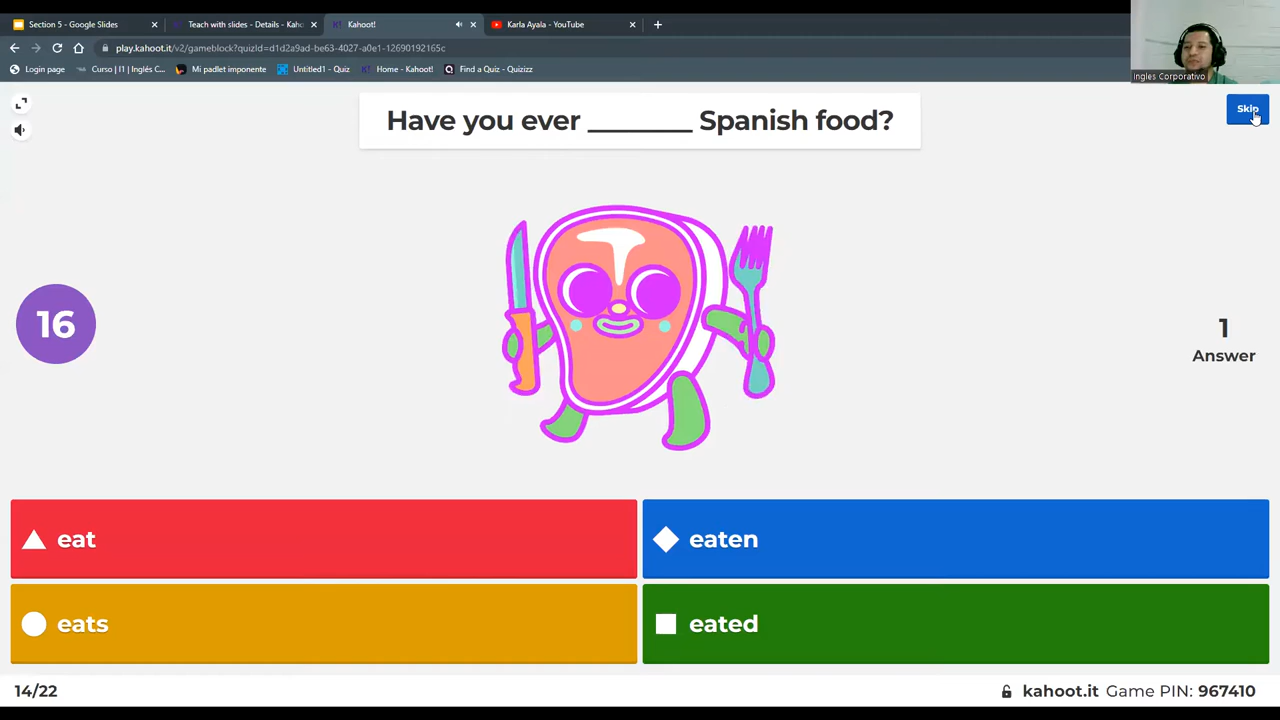 Section 5 - Google Slides
Teach with slides - Details - Kaho
Kahoot!
Karla Ayala - YouTube
play.kahoot.it/v2/gameblock?quizId=d1d2a9ad-be63-4027-a0e1-12690192165c
Login page
Curso | I1 | Inglés C...
Mi padlet imponente
Untitled1 - Quiz
Home - Kahoot!
Find a Quiz - Quizizz
Ingles Corporativo
Have you ever ________ Spanish food?
Skip
16
1
Answer
eat
eaten
eats
eated
14/22
kahoot.it Game PIN: 967410